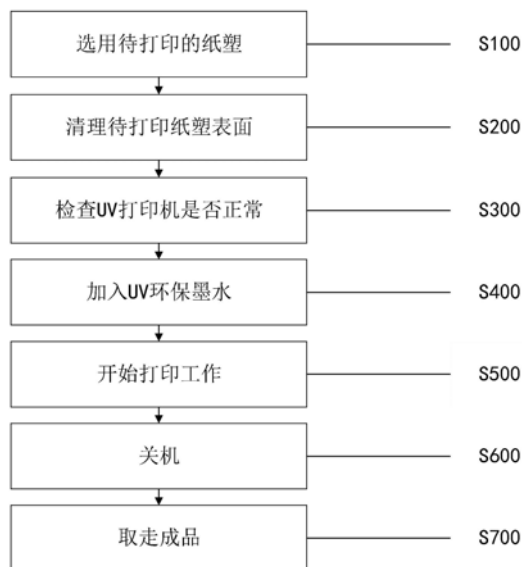 选用待打印的纸塑 S100
清理待打印纸塑表面 S200
检查UV打印机是否正常 S300
加入UV环保墨水 S400
开始打印工作 S500
关机 S600
取走成品 S700